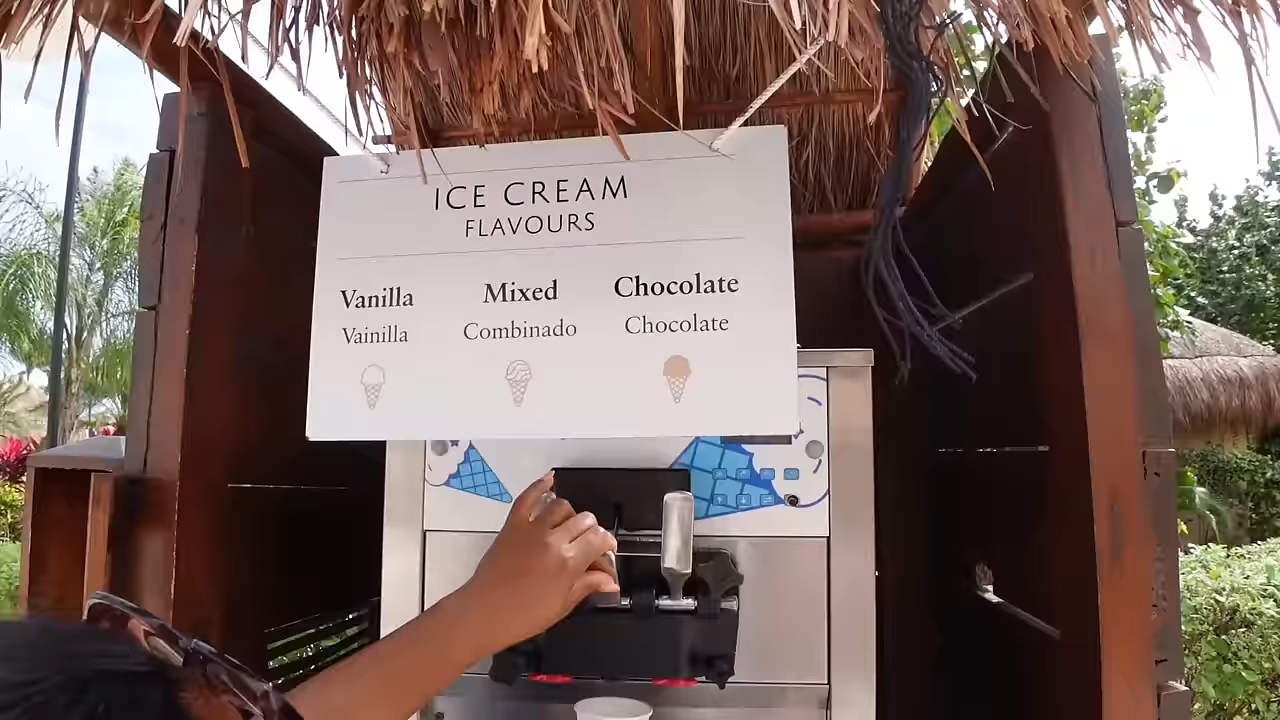 ICE CREAM
FLAVOURS
Vanilla Mixed Chocolate
Vainilla Combinado Chocolate